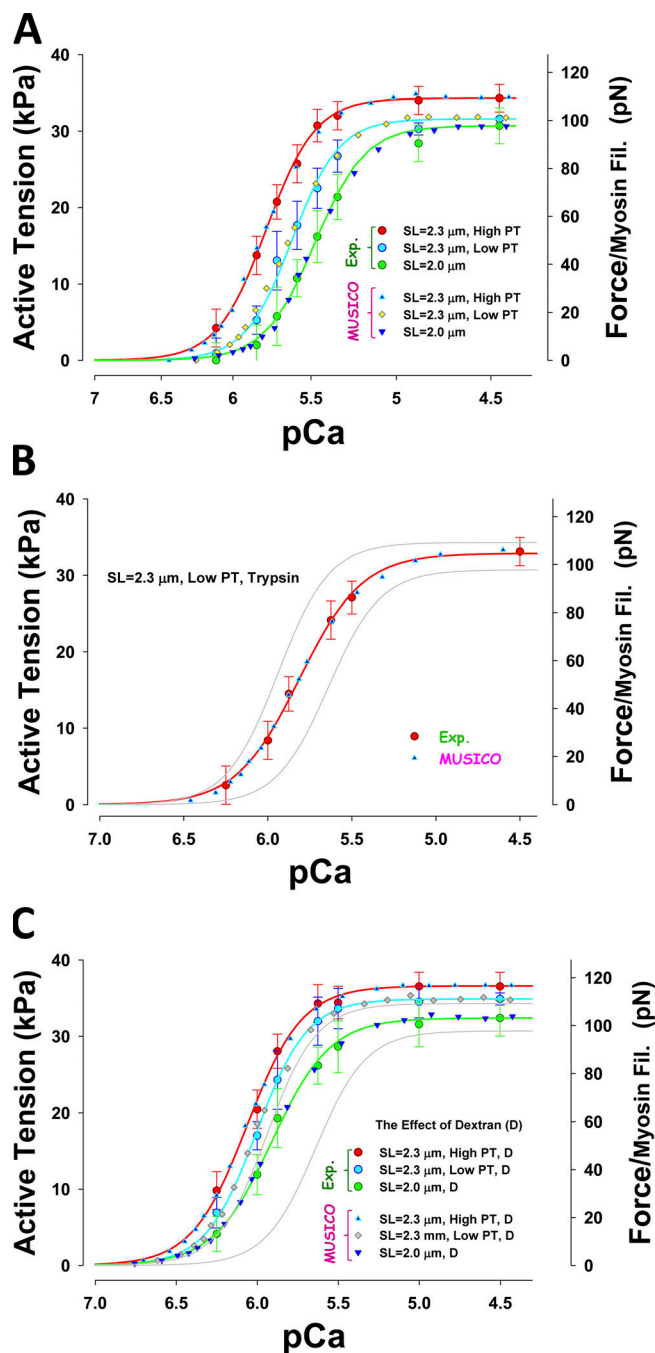 A
Active Tension (kPa)
40
30
20
10
0
Force/Myosin Fil. (pN)
120
100
80
60
40
20
0
Exp.
SL=2.3 μm, High PT
SL=2.3 μm, Low PT
SL=2.0 μm
MUSICO
SL=2.3 μm, High PT
SL=2.3 μm, Low PT
SL=2.0 μm
7 6.5 6 5.5 5 4.5
pCa
B
Active Tension (kPa)
40
30
20
10
0
Force/Myosin Fil. (pN)
120
100
80
60
40
20
0
SL=2.3 μm, Low PT, Trypsin
Exp.
MUSICO
7.0 6.5 6.0 5.5 5.0 4.5
pCa
C
Active Tension (kPa)
40
30
20
10
0
Force/Myosin Fil. (pN)
120
100
80
60
40
20
0
The Effect of Dextran (D)
Exp.
SL=2.3 μm, High PT, D
SL=2.3 μm, Low PT, D
SL=2.0 μm, D
MUSICO
SL=2.3 μm, High PT, D
SL=2.3 mm, Low PT, D
SL=2.0 μm, D
7.0 6.5 6.0 5.5 5.0 4.5
pCa